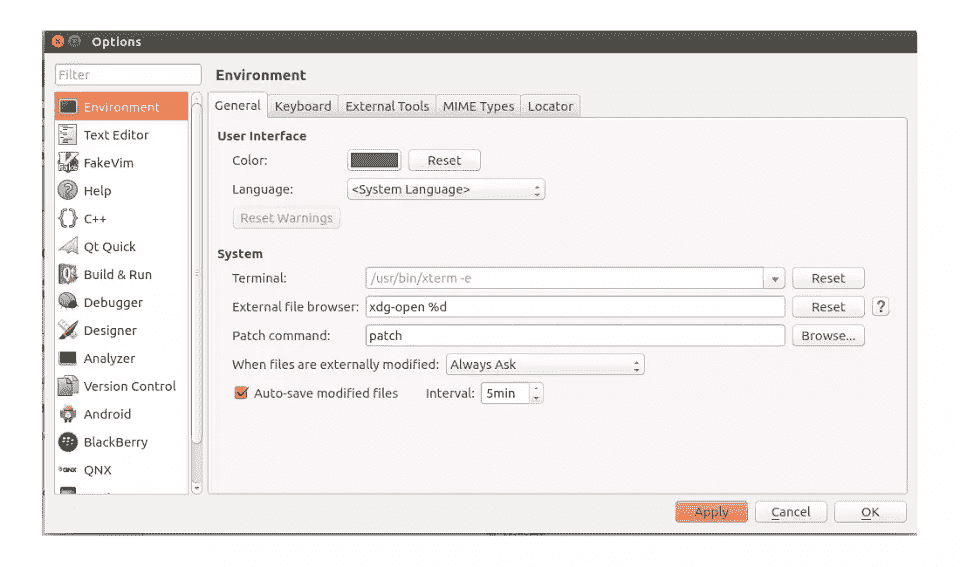 Options
Filter
Environment
Environment
Text Editor
FakeVim
Help
C++
Qt Quick
Build & Run
Debugger
Designer
Analyzer
Version Control
Android
BlackBerry
QNX
General Keyboard External Tools MIME Types Locator
User Interface
Color: Reset
Language: <System Language>
Reset Warnings
System
Terminal: /usr/bin/xterm -e Reset
External file browser: xdg-open %d Reset ?
Patch command: patch Browse...
When files are externally modified: Always Ask
Auto-save modified files Interval: 5min
Apply Cancel OK